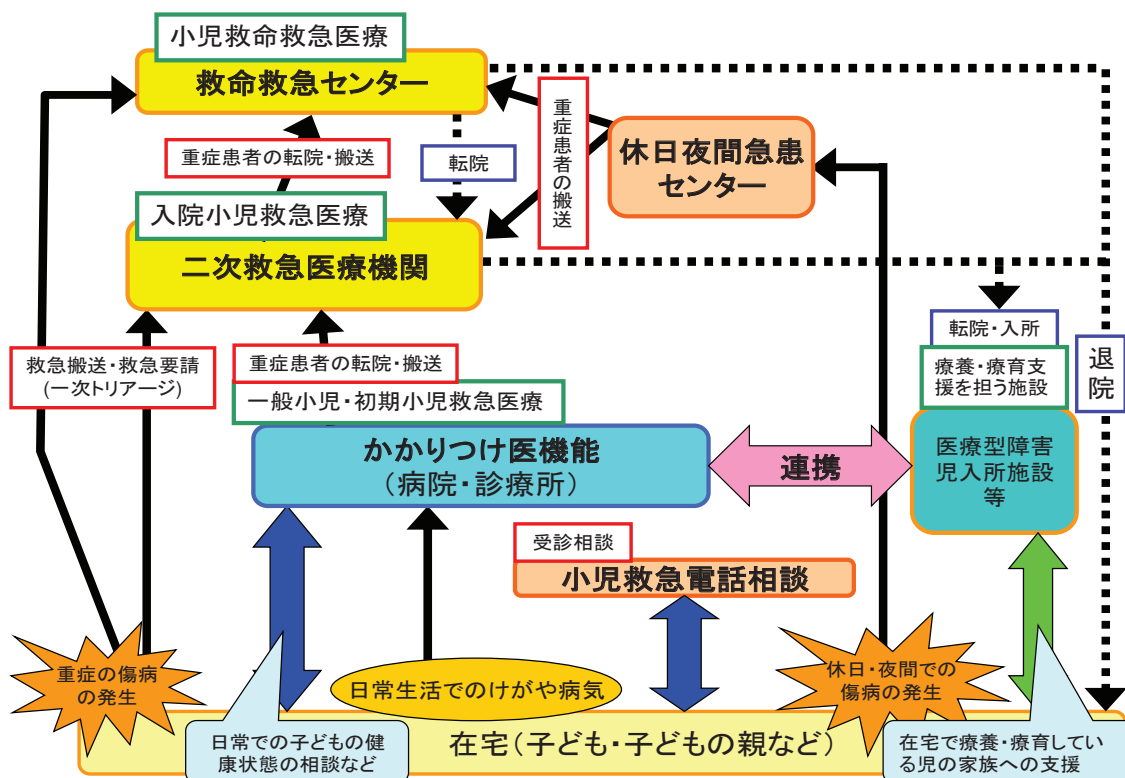 小児救命救急医療
救命救急センター
重症患者の転院・搬送
転院
重症患者の搬送
休日夜間急患
センター
入院小児救急医療
二次救急医療機関
救急搬送・救急要請
(一次トリアージ)
重症患者の転院・搬送
一般小児・初期小児救急医療
かかりつけ医機能
（病院・診療所）
連携
転院・入所
療養・療育支
援を担う施設
医療型障害
児入所施設
等
退院
受診相談
小児救急電話相談
重症の傷病
の発生
日常生活でのけがや病気
休日・夜間での
傷病の発生
日常での子どもの健
康状態の相談など
在宅（子ども・子どもの親など）
在宅で療養・療育してい
る児の家族への支援